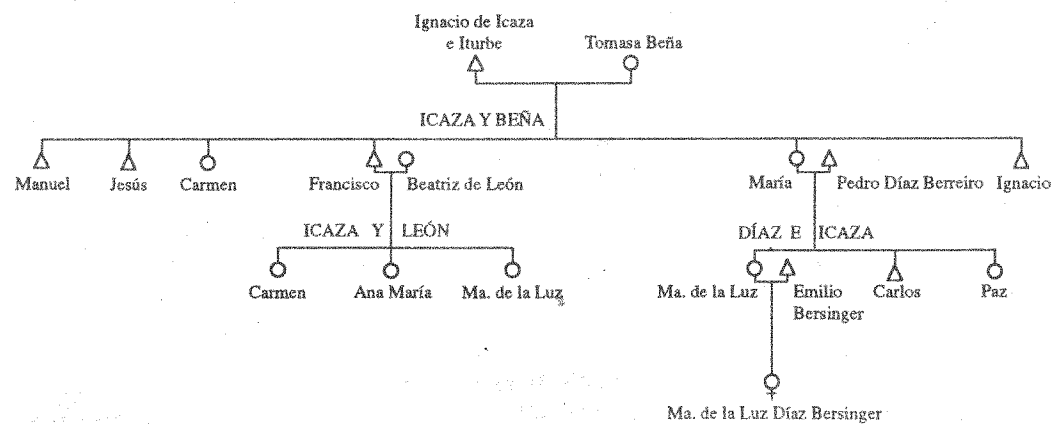 Ignacio de Icaza
e Iturbe
Tomasa Beña
ICAZA Y BEÑA
Manuel
Jesús
Carmen
Francisco
Beatriz de León
María
Pedro Díaz Berreiro
Ignacio
ICAZA Y LEÓN
DÍAZ E ICAZA
Carmen
Ana María
Ma. de la Luz
Ma. de la Luz
Emilio
Bersinger
Carlos
Paz
Ma. de la Luz Díaz Bersinger